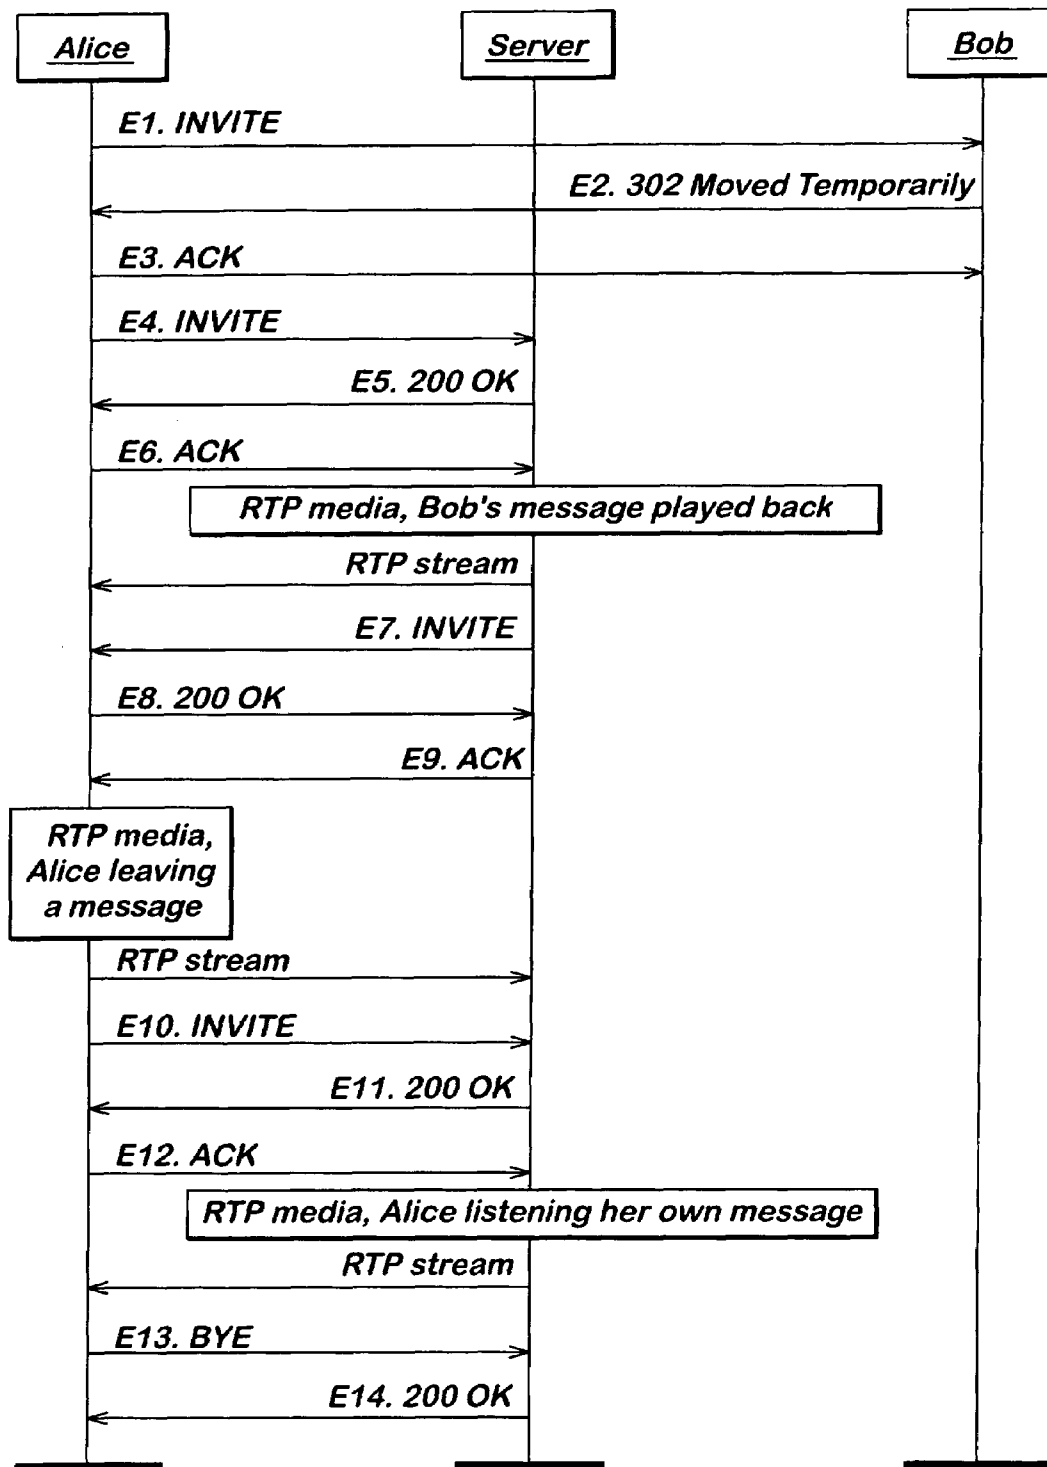 Alice
Server
Bob
E1. INVITE
E2. 302 Moved Temporarily
E3. ACK
E4. INVITE
E5. 200 OK
E6. ACK
RTP media, Bob's message played back
RTP stream
E7. INVITE
E8. 200 OK
E9. ACK
RTP media,
Alice leaving
a message
RTP stream
E10. INVITE
E11. 200 OK
E12. ACK
RTP media, Alice listening her own message
RTP stream
E13. BYE
E14. 200 OK